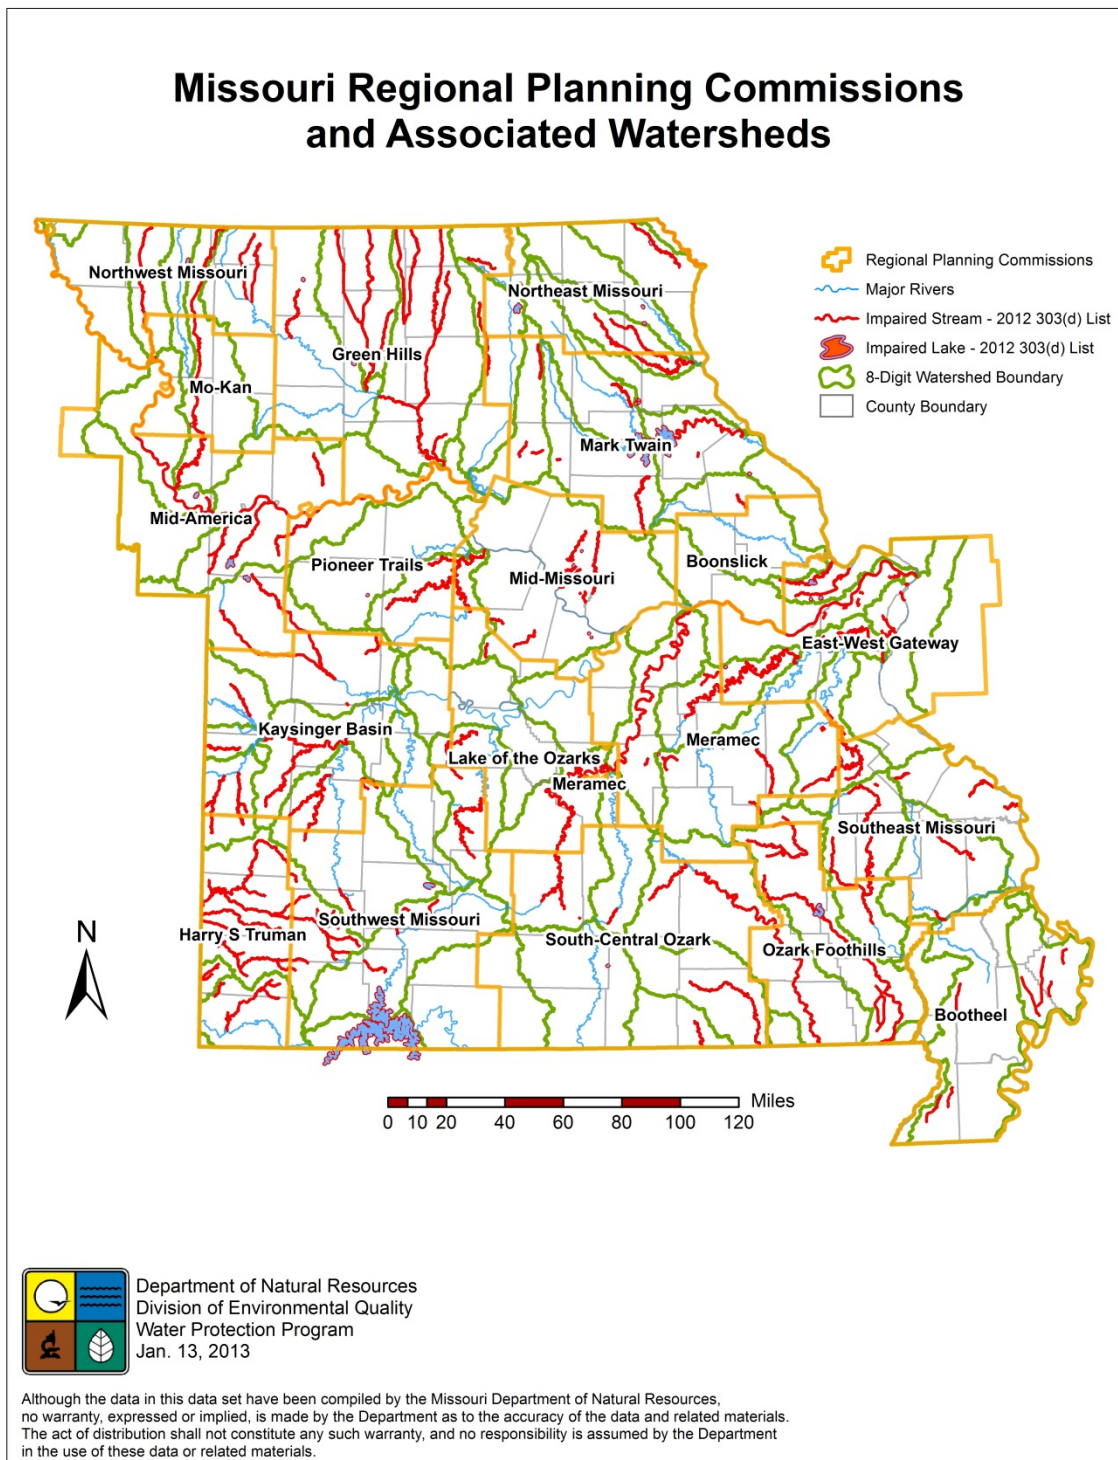 Missouri Regional Planning Commissions
and Associated Watersheds
Regional Planning Commissions
Major Rivers
Impaired Stream - 2012 303(d) List
Impaired Lake - 2012 303(d) List
8-Digit Watershed Boundary
County Boundary
Northwest Missouri
Northeast Missouri
Green Hills
Mo-Kan
Mark Twain
Mid-America
Pioneer Trails
Mid-Missouri
Boonslick
East-West Gateway
Kaysinger Basin
Lake of the Ozarks
Meramec
Meramec
Southeast Missouri
Southwest Missouri
Harry S Truman
South-Central Ozark
Ozark Foothills
Bootheel
N
Miles
0 10 20 40 60 80 100 120
Department of Natural Resources
Division of Environmental Quality
Water Protection Program
Jan. 13, 2013
Although the data in this data set have been compiled by the Missouri Department of Natural Resources,
no warranty, expressed or implied, is made by the Department as to the accuracy of the data and related materials.
The act of distribution shall not constitute any such warranty, and no responsibility is assumed by the Department
in the use of these data or related materials.